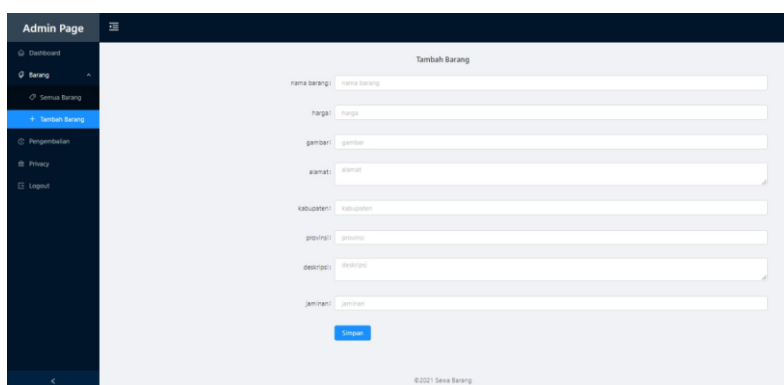 Admin Page
Dashboard
Barang
Semua Barang
Tambah Barang
Pengembalian
Privacy
Logout
Tambah Barang
nama barang: nama barang
harga: harga
gambar: gambar
alamat: alamat
kabupaten: kabupaten
provinsi: provinsi
deskripsi: deskripsi
jaminan: jaminan
Simpan
©2021 Sewa Barang